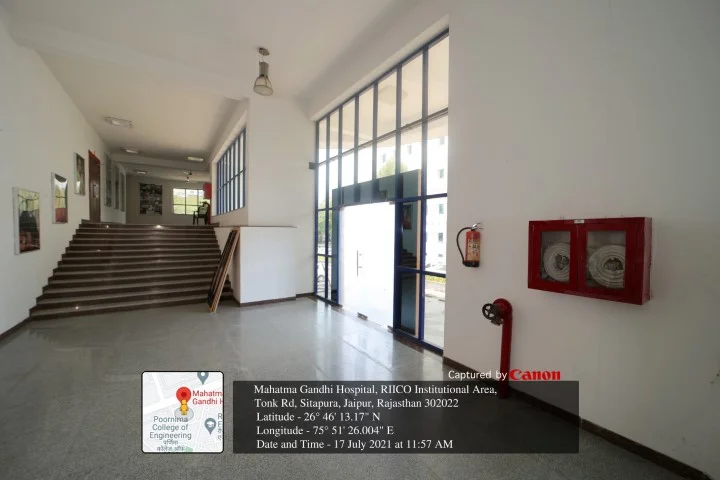 Captured by Canon
Mahatma Gandhi Hospital, RIICO Institutional Area,
Tonk Rd, Sitapura, Jaipur, Rajasthan 302022
Latitude - 26° 46' 13.17" N
Longitude - 75° 51' 26.004" E
Date and Time - 17 July 2021 at 11:57 AM
Mahatm
Gandhi H
Poornima
College of
Engineering